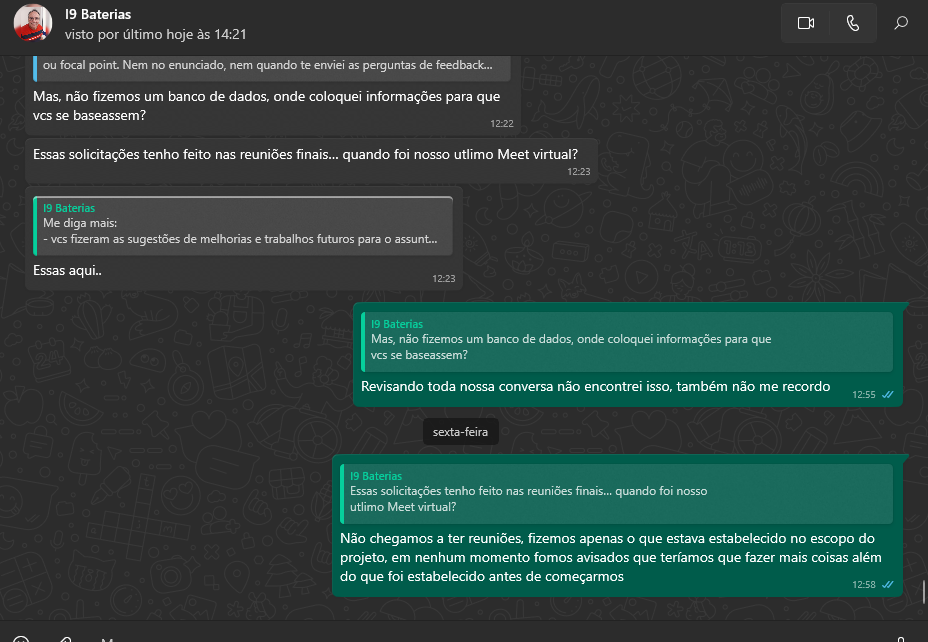 I9 Baterias
visto por último hoje às 14:21
ou focal point. Nem no enunciado, nem quando te enviei as perguntas de feedback...
Mas, não fizemos um banco de dados, onde coloquei informações para que
vcs se baseassem?
12:22
Essas solicitações tenho feito nas reuniões finais... quando foi nosso utlimo Meet virtual?
12:23
I9 Baterias
Me diga mais:
- vcs fizeram as sugestões de melhorias e trabalhos futuros para o assunt...
Essas aqui..
12:23
I9 Baterias
Mas, não fizemos um banco de dados, onde coloquei informações para que
vcs se baseassem?
Revisando toda nossa conversa não encontrei isso, também não me recordo
12:55
sexta-feira
I9 Baterias
Essas solicitações tenho feito nas reuniões finais... quando foi nosso
utlimo Meet virtual?
Não chegamos a ter reuniões, fizemos apenas o que estava estabelecido no escopo do
projeto, em nenhum momento fomos avisados que teríamos que fazer mais coisas além
do que foi estabelecido antes de começarmos
12:58